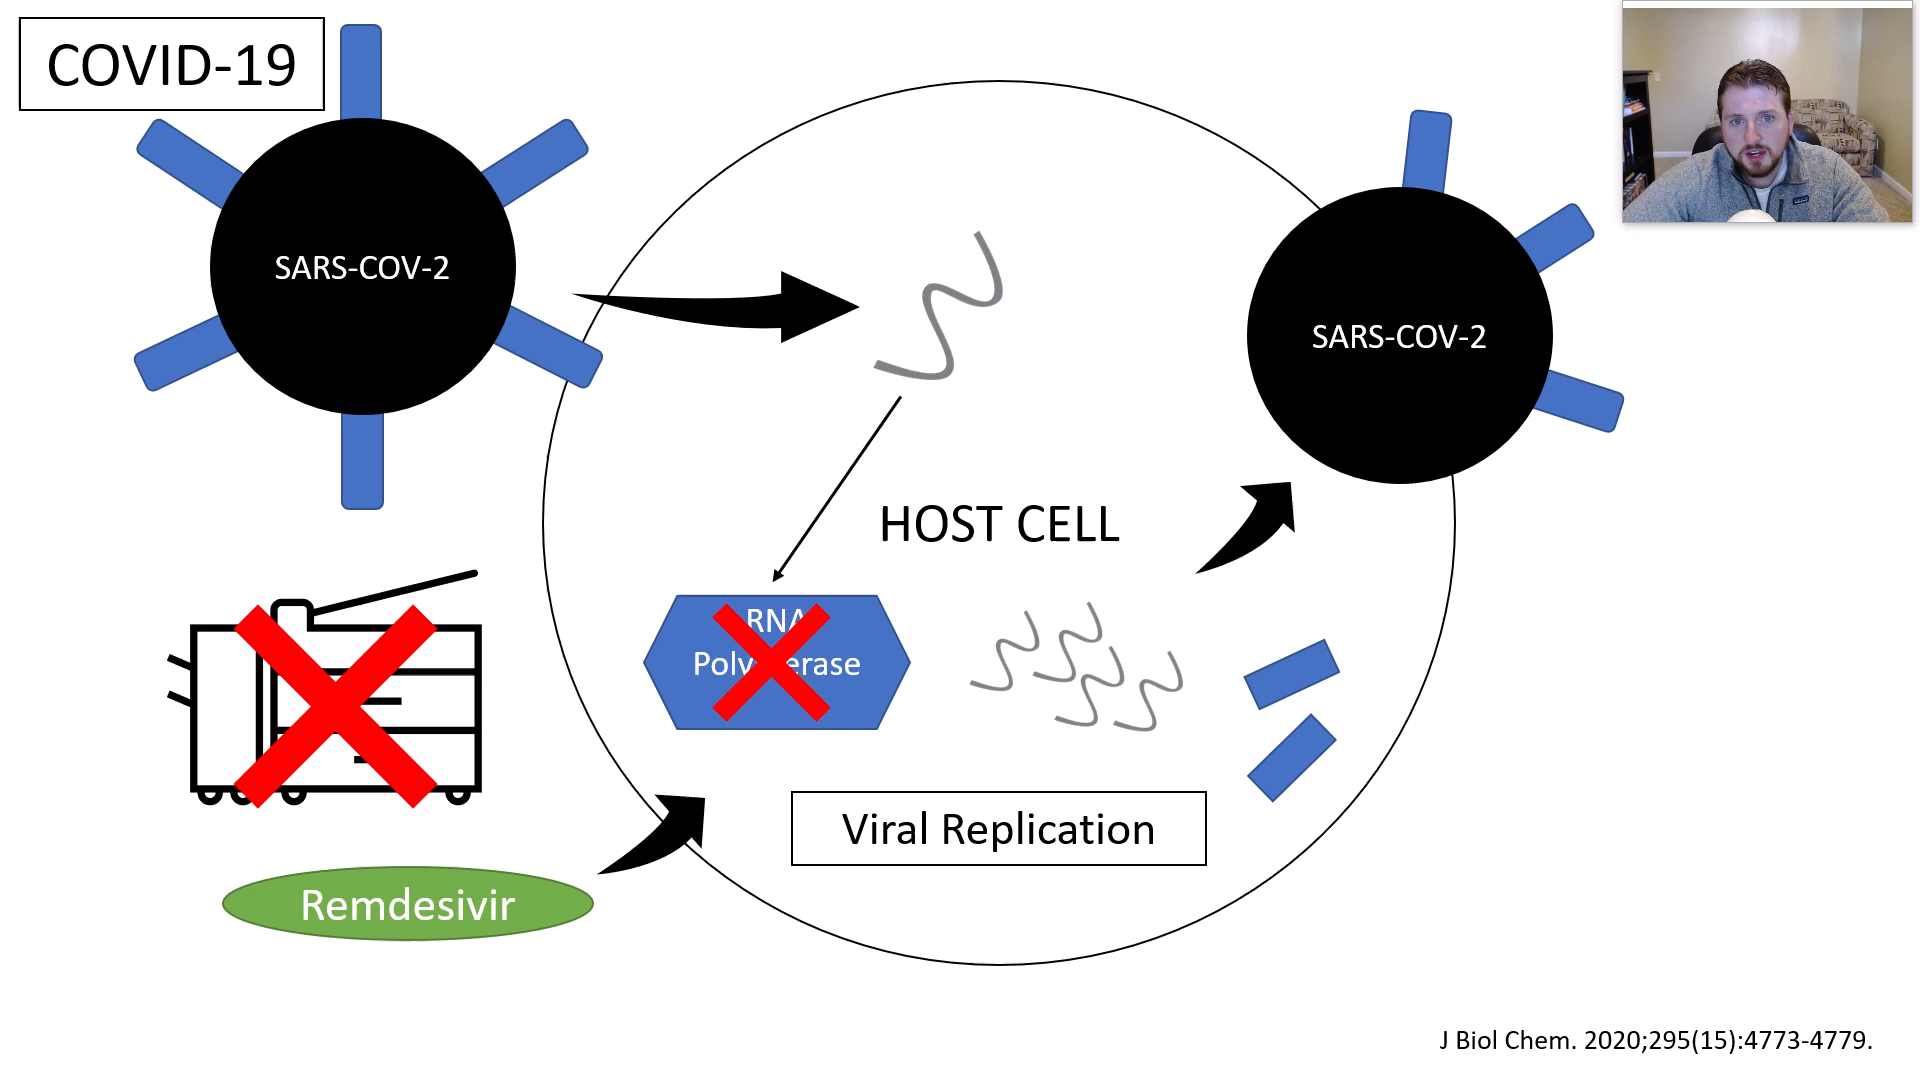 COVID-19
SARS-COV-2
SARS-COV-2
HOST CELL
RNA
Polymerase
Viral Replication
Remdesivir
J Biol Chem. 2020;295(15):4773-4779.